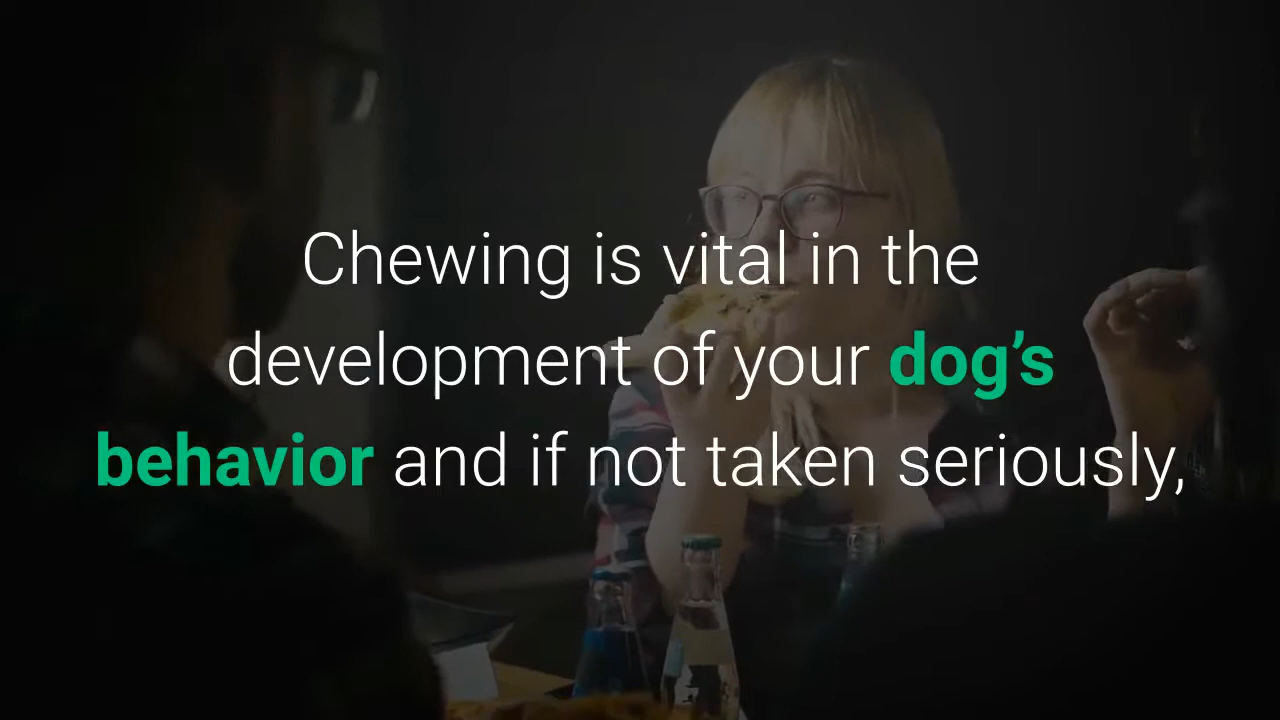 Chewing is vital in the
development of your dog’s
behavior and if not taken seriously,